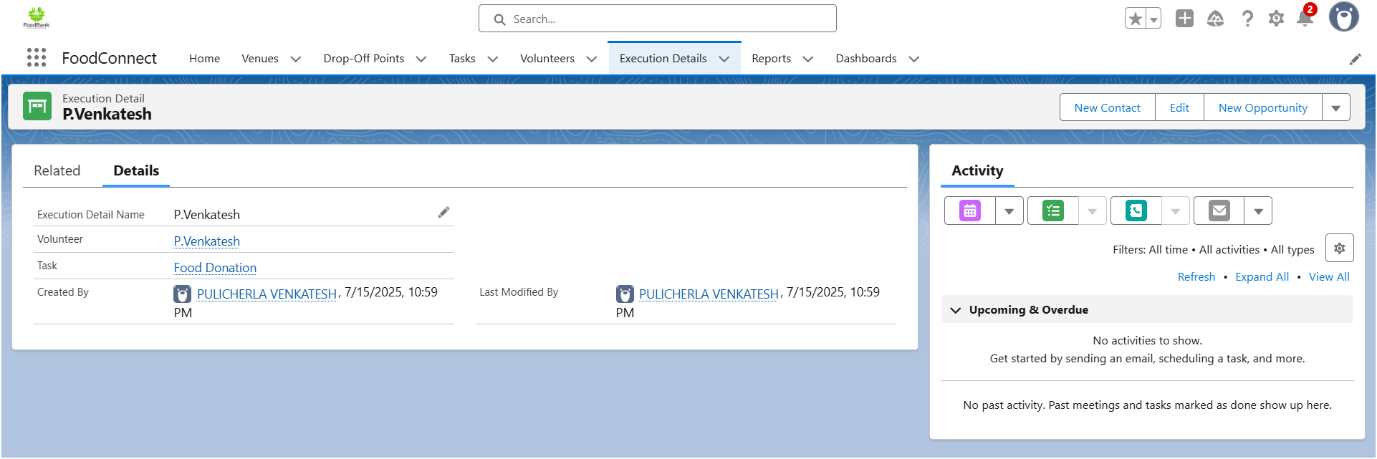 FoodBank
Search...
2
FoodConnect
Home
Venues
Drop-Off Points
Tasks
Volunteers
Execution Details
Reports
Dashboards
Execution Detail
P.Venkatesh
New Contact
Edit
New Opportunity
Related
Details
Execution Detail Name
P.Venkatesh
Volunteer
P.Venkatesh
Task
Food Donation
Created By
PULICHERLA VENKATESH, 7/15/2025, 10:59
PM
Last Modified By
PULICHERLA VENKATESH, 7/15/2025, 10:59
PM
Activity
Filters: All time • All activities • All types
Refresh • Expand All • View All
Upcoming & Overdue
No activities to show.
Get started by sending an email, scheduling a task, and more.
No past activity. Past meetings and tasks marked as done show up here.